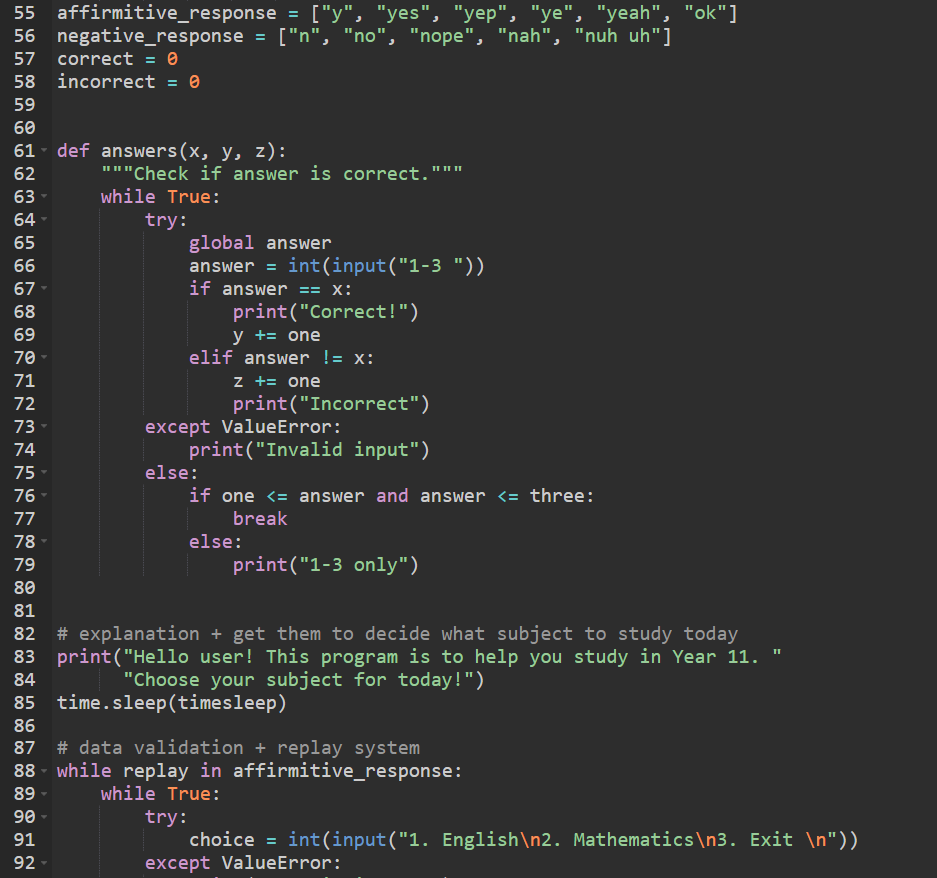 55 affirmitive_response = ["y", "yes", "yep", "ye", "yeah", "ok"]
56 negative_response = ["n", "no", "nope", "nah", "nuh uh"]
57 correct = 0
58 incorrect = 0
59
60
61 def answers(x, y, z):
62     """Check if answer is correct."""
63     while True:
64         try:
65             global answer
66             answer = int(input("1-3 "))
67             if answer == x:
68                 print("Correct!")
69                 y += one
70             elif answer != x:
71                 z += one
72                 print("Incorrect")
73         except ValueError:
74             print("Invalid input")
75         else:
76             if one <= answer and answer <= three:
77                 break
78             else:
79                 print("1-3 only")
80
81
82 # explanation + get them to decide what subject to study today
83 print("Hello user! This program is to help you study in Year 11. "
84       "Choose your subject for today!")
85 time.sleep(timesleep)
86
87 # data validation + replay system
88 while replay in affirmitive_response:
89     while True:
90         try:
91             choice = int(input("1. English\n2. Mathematics\n3. Exit \n"))
92         except ValueError: